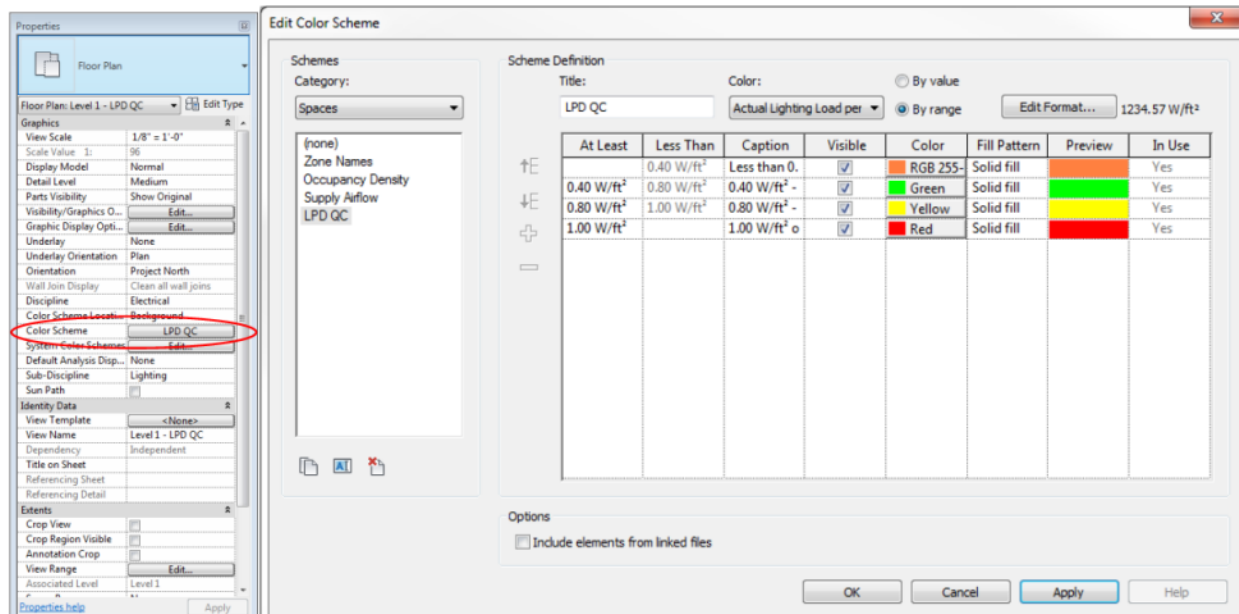 Properties
Floor Plan
Floor Plan: Level 1 - LPD QC Edit Type
Graphics
View Scale 1/8" = 1'-0"
Scale Value 1: 96
Display Model Normal
Detail Level Medium
Parts Visibility Show Original
Visibility/Graphics O... Edit...
Graphic Display Opti... Edit...
Underlay None
Underlay Orientation Plan
Orientation Project North
Wall Join Display Clean all wall joins
Discipline Electrical
Color Scheme Locati... Background
Color Scheme LPD QC
System Color Schemes Edit...
Default Analysis Disp... None
Sub-Discipline Lighting
Sun Path
Identity Data
View Template <None>
View Name Level 1 - LPD QC
Dependency Independent
Title on Sheet
Referencing Sheet
Referencing Detail
Extents
Crop View
Crop Region Visible
Annotation Crop
View Range Edit...
Associated Level Level 1
Properties help Apply
Edit Color Scheme
Schemes
Category:
Spaces
(none)
Zone Names
Occupancy Density
Supply Airflow
LPD QC
Scheme Definition
Title: Color: By value
LPD QC Actual Lighting Load per By range Edit Format... 1234.57 W/ft²
At Least Less Than Caption Visible Color Fill Pattern Preview In Use
0.40 W/ft² Less than 0. RGB 255- Solid fill Yes
0.40 W/ft² 0.80 W/ft² 0.40 W/ft² - Green Solid fill Yes
0.80 W/ft² 1.00 W/ft² 0.80 W/ft² - Yellow Solid fill Yes
1.00 W/ft² 1.00 W/ft² o Red Solid fill Yes
Options
Include elements from linked files
OK Cancel Apply Help